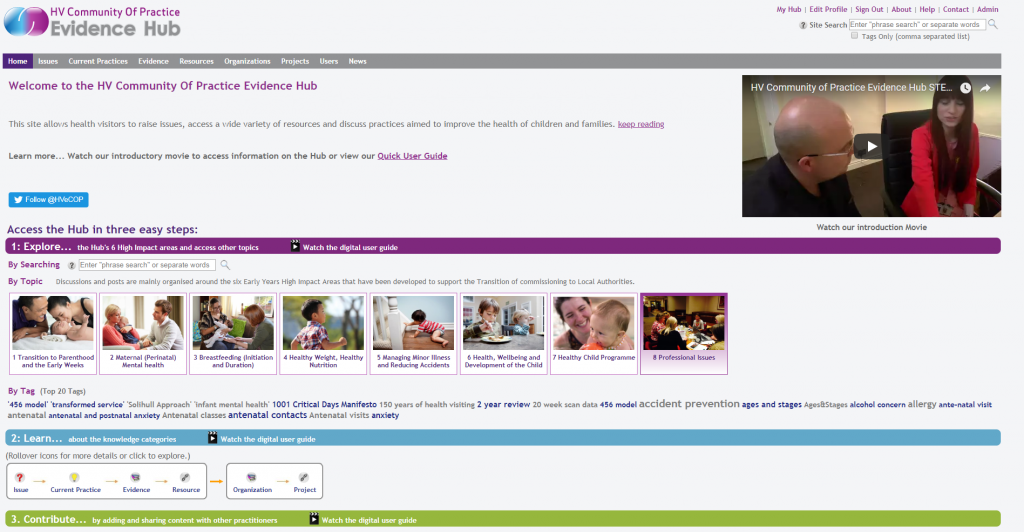 HV Community Of Practice
Evidence Hub
My Hub | Edit Profile | Sign Out | About | Help | Contact | Admin
? Site Search Enter "phrase search" or separate words
Tags Only (comma separated list)
Home Issues Current Practices Evidence Resources Organizations Projects Users News
Welcome to the HV Community Of Practice Evidence Hub
This site allows health visitors to raise issues, access a wide variety of resources and discuss practices aimed to improve the health of children and families. keep reading
Learn more... Watch our introductory movie to access information on the Hub or view our Quick User Guide
Follow @HVeCOP
HV Community of Practice Evidence Hub STE...
Watch our introduction Movie
Access the Hub in three easy steps:
1: Explore... the Hub's 6 High Impact areas and access other topics Watch the digital user guide
By Searching ? Enter "phrase search" or separate words
By Topic Discussions and posts are mainly organised around the six Early Years High Impact Areas that have been developed to support the Transition of commissioning to Local Authorities.
1 Transition to Parenthood and the Early Weeks
2 Maternal (Perinatal) Mental health
3 Breastfeeding (Initiation and Duration)
4 Healthy Weight, Healthy Nutrition
5 Managing Minor Illness and Reducing Accidents
6 Health, Wellbeing and Development of the Child
7 Healthy Child Programme
8 Professional Issues
By Tag (Top 20 Tags)
'456 model' 'transformed service' 'Solihull Approach' 'infant mental health' 1001 Critical Days Manifesto 150 years of health visiting 2 year review 20 week scan data 456 model accident prevention ages and stages Ages&Stages alcohol concern allergy ante-natal visit
antenatal antenatal and postnatal anxiety Antenatal classes antenatal contacts Antenatal visits anxiety
2: Learn... about the knowledge categories Watch the digital user guide
(Rollover icons for more details or click to explore.)
Issue Current Practice Evidence Resource Organization Project
3. Contribute... by adding and sharing content with other practitioners Watch the digital user guide